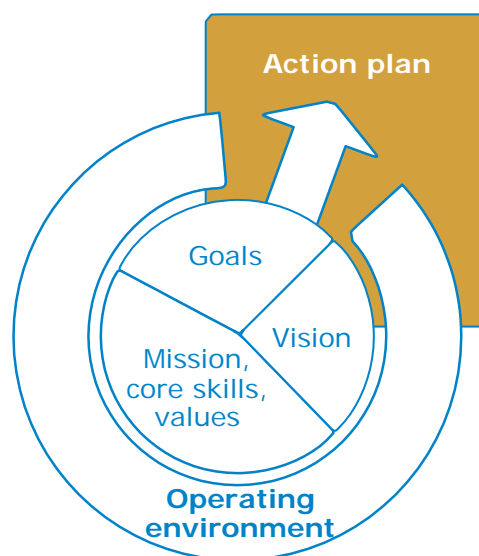 Action plan
Goals
Vision
Mission,
core skills,
values
Operating
environment